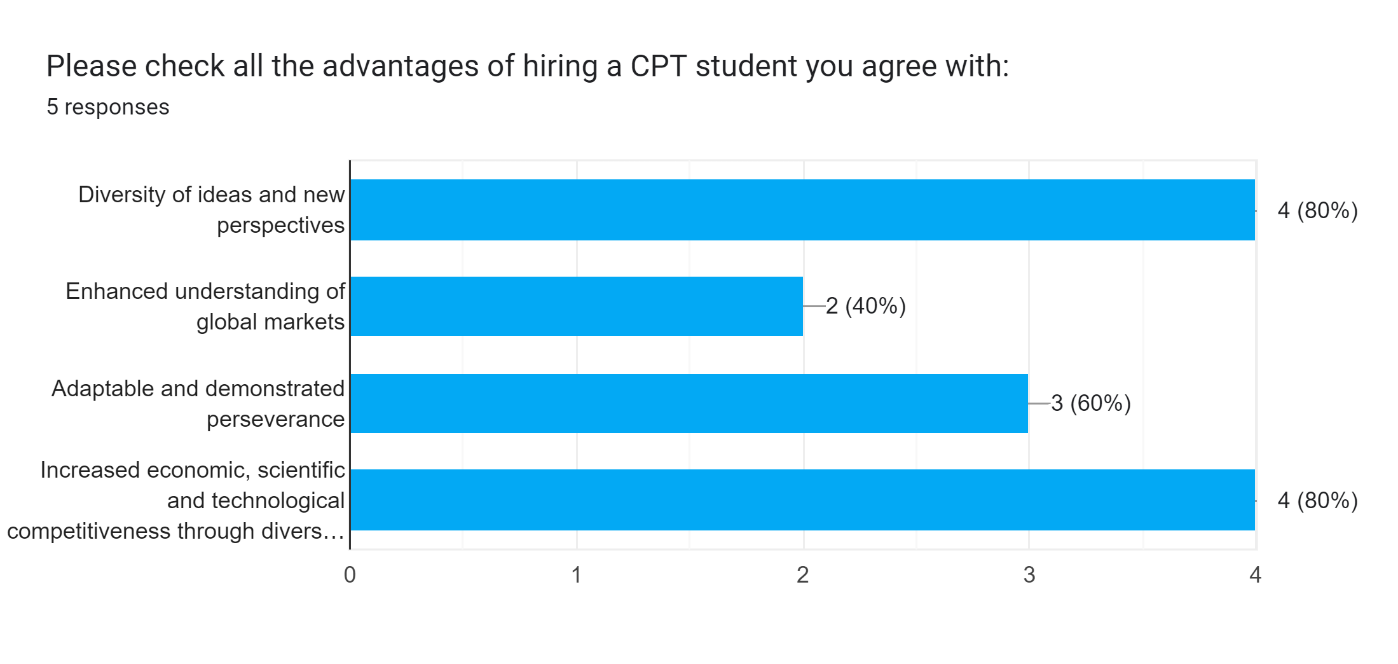 Please check all the advantages of hiring a CPT student you agree with:
5 responses
Diversity of ideas and new
perspectives
4 (80%)
Enhanced understanding of
global markets
2 (40%)
Adaptable and demonstrated
perseverance
3 (60%)
Increased economic, scientific
and technological
competitiveness through divers…
4 (80%)
0 1 2 3 4